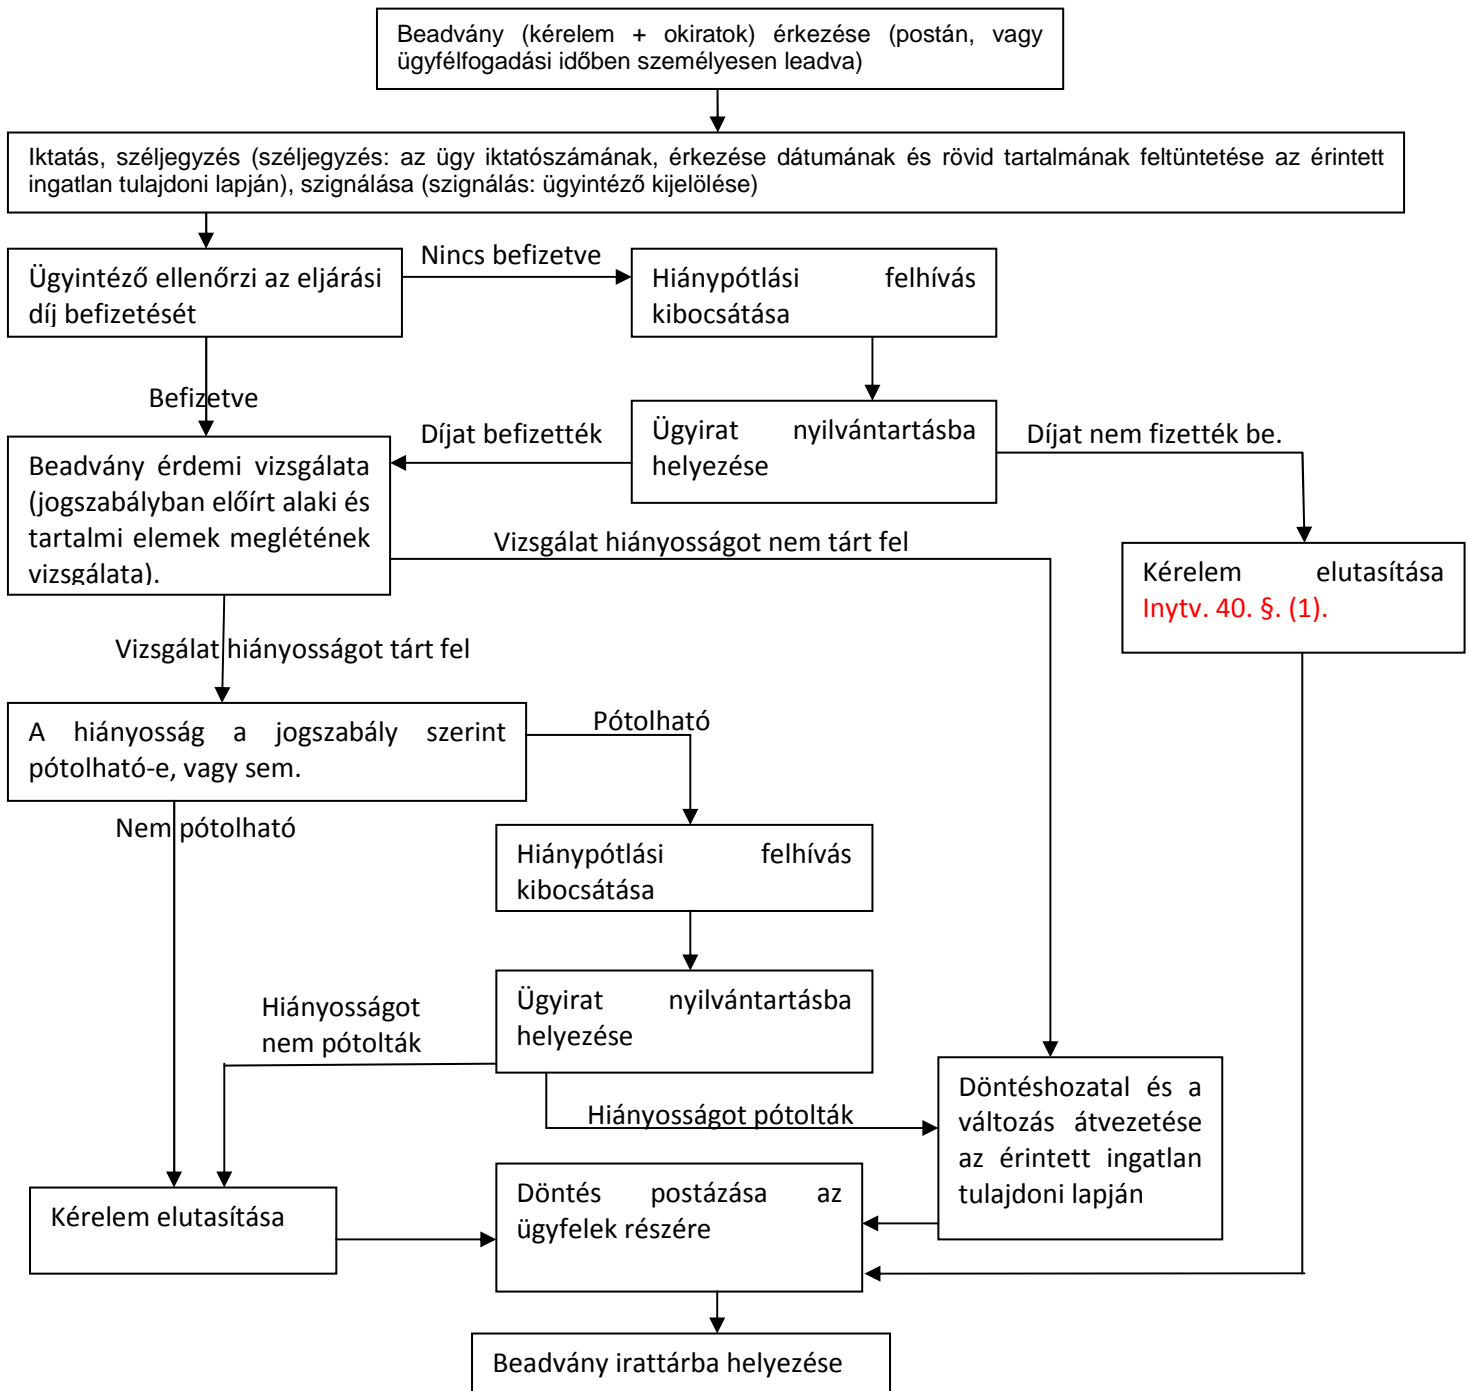 Beadvány (kérelem + okiratok) érkezése (postán, vagy
ügyfélfogadási időben személyesen leadva)
Iktatás, széljegyzés (széljegyzés: az ügy iktatószámának, érkezése dátumának és rövid tartalmának feltüntetése az érintett
ingatlan tulajdoni lapján), szignálása (szignálás: ügyintéző kijelölése)
Ügyintéző ellenőrzi az eljárási
díj befizetését
Nincs befizetve
Hiánypótlási felhívás
kibocsátása
Befizetve
Díjat befizették
Ügyirat nyilvántartásba
helyezése
Díjat nem fizették be.
Beadvány érdemi vizsgálata
(jogszabályban előírt alaki és
tartalmi elemek meglétének
vizsgálata).
Vizsgálat hiányosságot nem tárt fel
Kérelem elutasítása
Inytv. 40. §. (1).
Vizsgálat hiányosságot tárt fel
A hiányosság a jogszabály szerint
pótolható-e, vagy sem.
Pótolható
Nem pótolható
Hiánypótlási felhívás
kibocsátása
Hiányosságot
nem pótolták
Ügyirat nyilvántartásba
helyezése
Hiányosságot pótolták
Döntéshozatal és a
változás átvezetése
az érintett ingatlan
tulajdoni lapján
Kérelem elutasítása
Döntés postázása az
ügyfelek részére
Beadvány irattárba helyezése